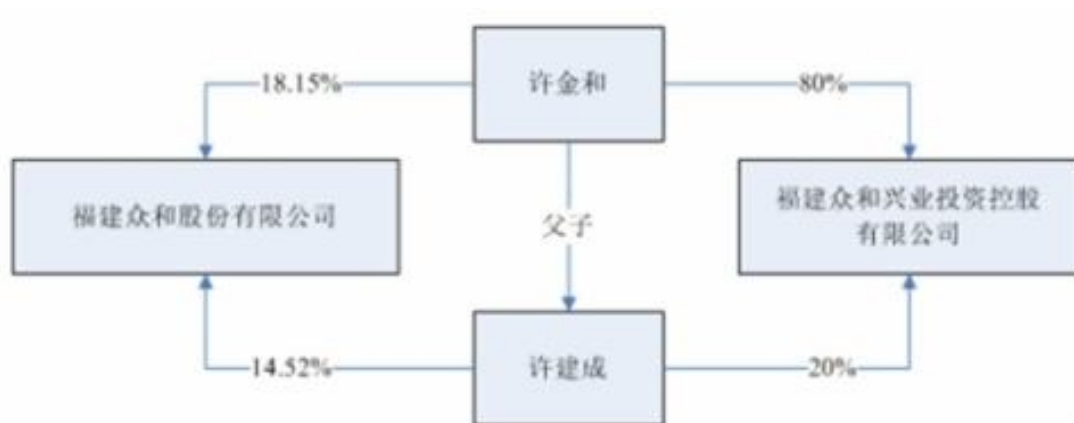 许金和
18.15%
80%
福建众和股份有限公司
福建众和兴业投资控股
有限公司
父子
许建成
14.52%
20%